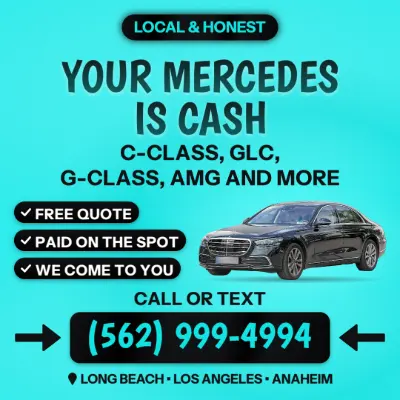 LOCAL & HONEST
YOUR MERCEDES
IS CASH
C-CLASS, GLC,
G-CLASS, AMG AND MORE
✓ FREE QUOTE
✓ PAID ON THE SPOT
✓ WE COME TO YOU
CALL OR TEXT
(562) 999-4994
LONG BEACH • LOS ANGELES • ANAHEIM